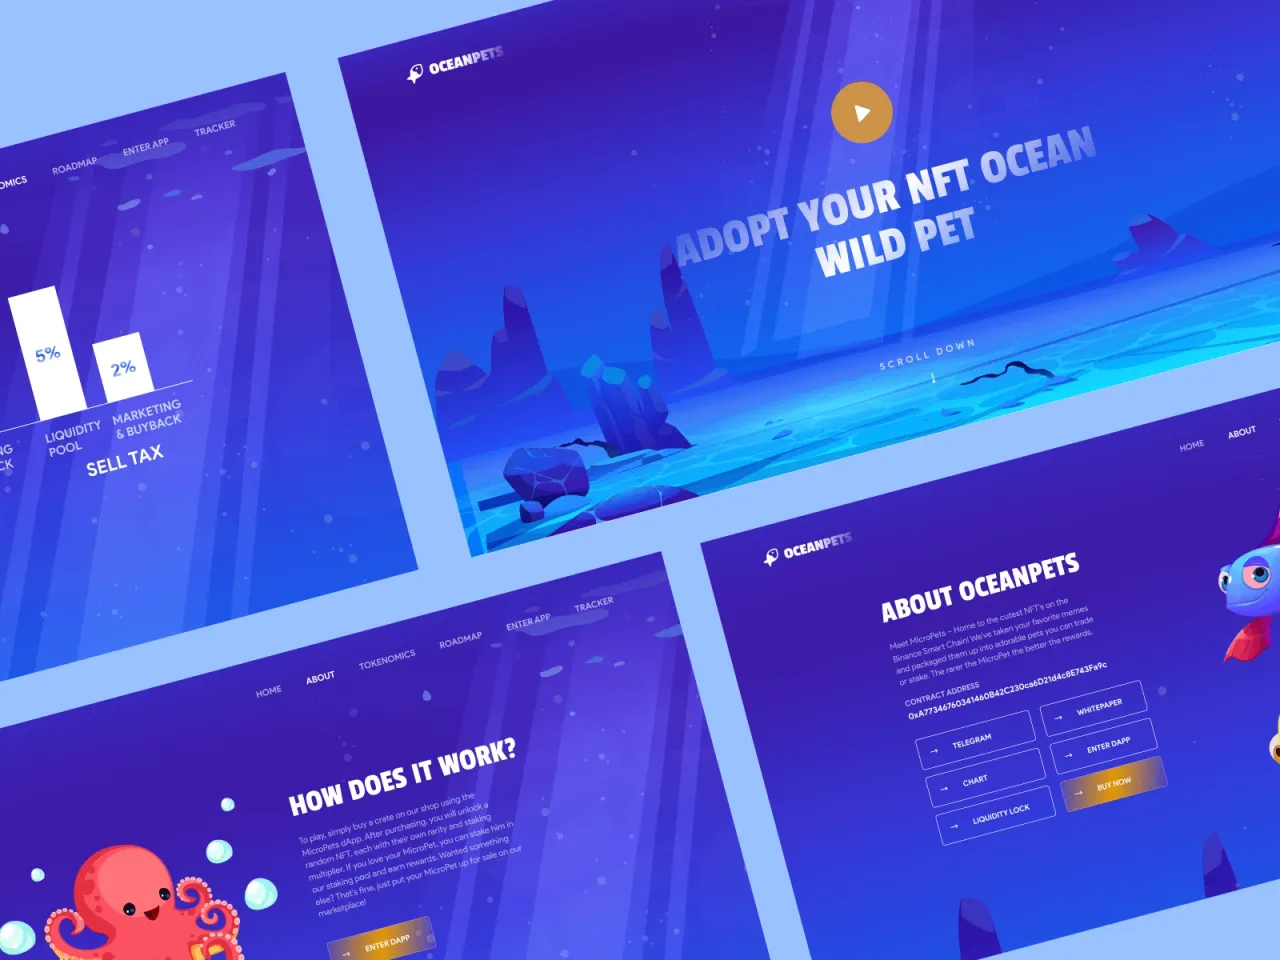 OMICS
ROADMAP
ENTER APP
TRACKER
5%
2%
LIQUIDITY
POOL
MARKETING
& BUYBACK
SELL TAX
OCEANPETS
ADOPT YOUR NFT OCEAN
WILD PET
SCROLL DOWN
HOME
ABOUT
TOKENOMICS
ROADMAP
ENTER APP
TRACKER
HOW DOES IT WORK?
To play, simply buy a crate on our shop using the
MicroPets dApp. After purchasing, you will unlock a
random NFT, each with their own rarity and staking
multiplier. If you love your MicroPet, you can stake him in
our staking pool and earn rewards. Wanted something
else? That's fine, just put your MicroPet up for sale on our
marketplace!
→ ENTER DAPP
OCEANPETS
HOME
ABOUT
ABOUT OCEANPETS
Meet MicroPets – Home to the cutest NFT's on the
Binance Smart Chain! We've taken your favorite memes
and packaged them up into adorable pets you can trade
or stake. The rarer the MicroPet the better the rewards.
CONTRACT ADDRESS
0xA77346760341460B42C230ca6D21d4c8E743Fa9c
→ TELEGRAM
→ WHITEPAPER
→ CHART
→ ENTER DAPP
→ LIQUIDITY LOCK
→ BUY NOW